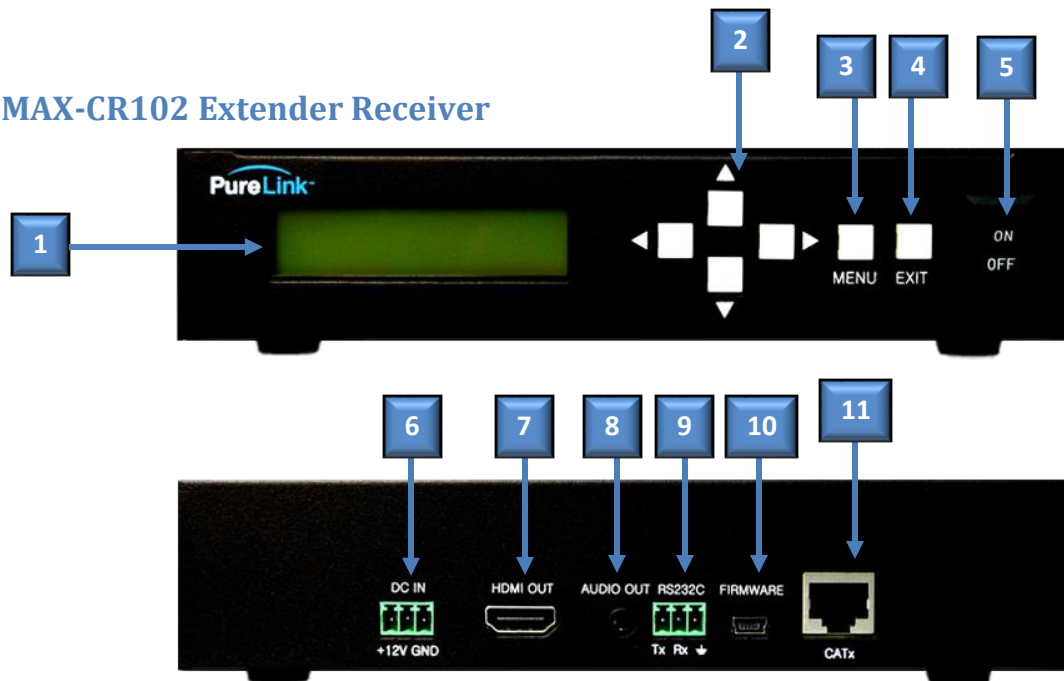 MAX-CR102 Extender Receiver
2
3
4
5
PureLink™
1
MENU
EXIT
ON
OFF
6
7
8
9
10
11
DC IN
HDMI OUT
AUDIO OUT
RS232C
FIRMWARE
+12V GND
Tx Rx
CATx